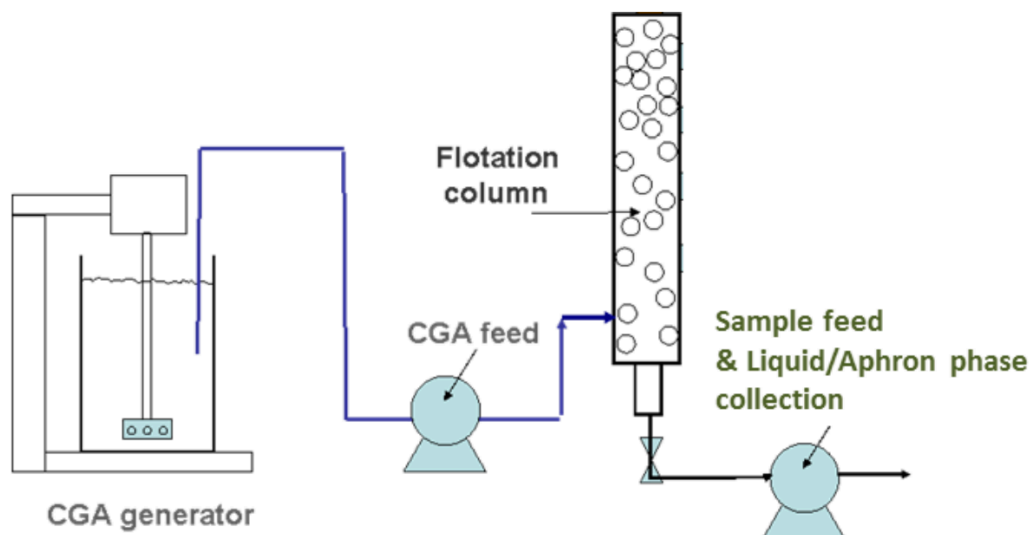 Flotation
column
CGA feed
Sample feed
& Liquid/Aphron phase
collection
CGA generator